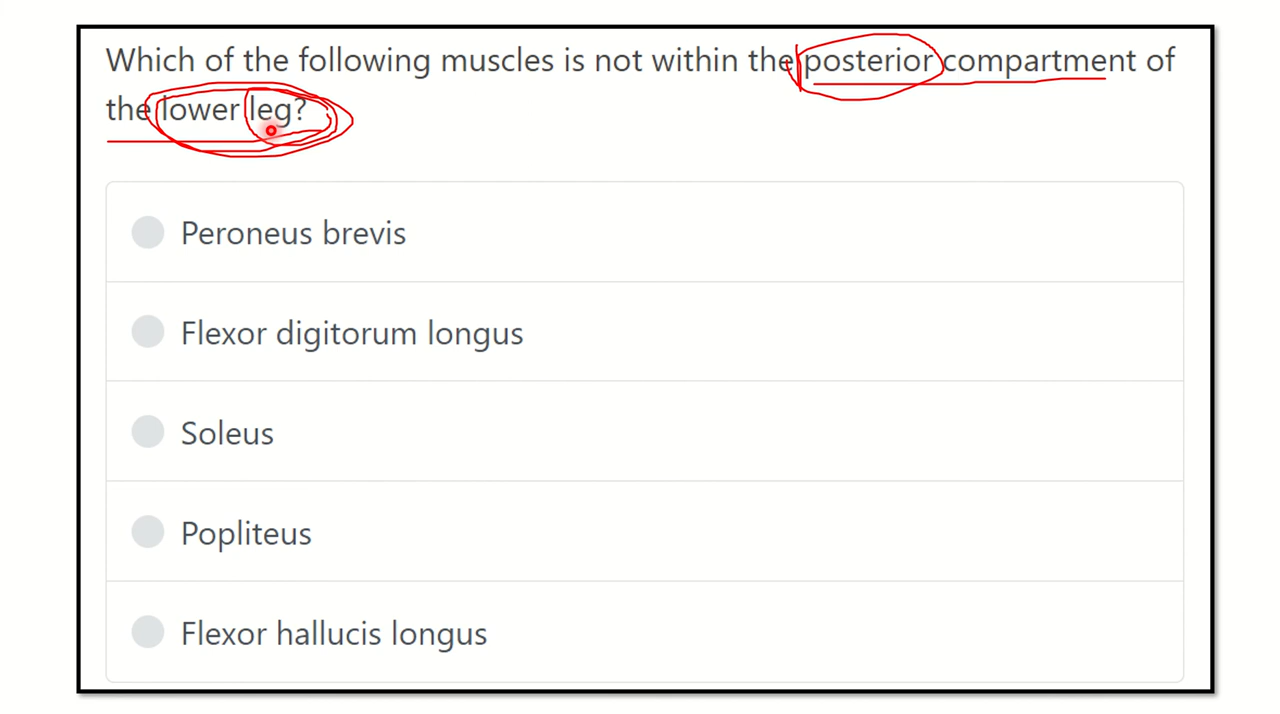 Which of the following muscles is not within the posterior compartment of
the lower leg?
Peroneus brevis
Flexor digitorum longus
Soleus
Popliteus
Flexor hallucis longus